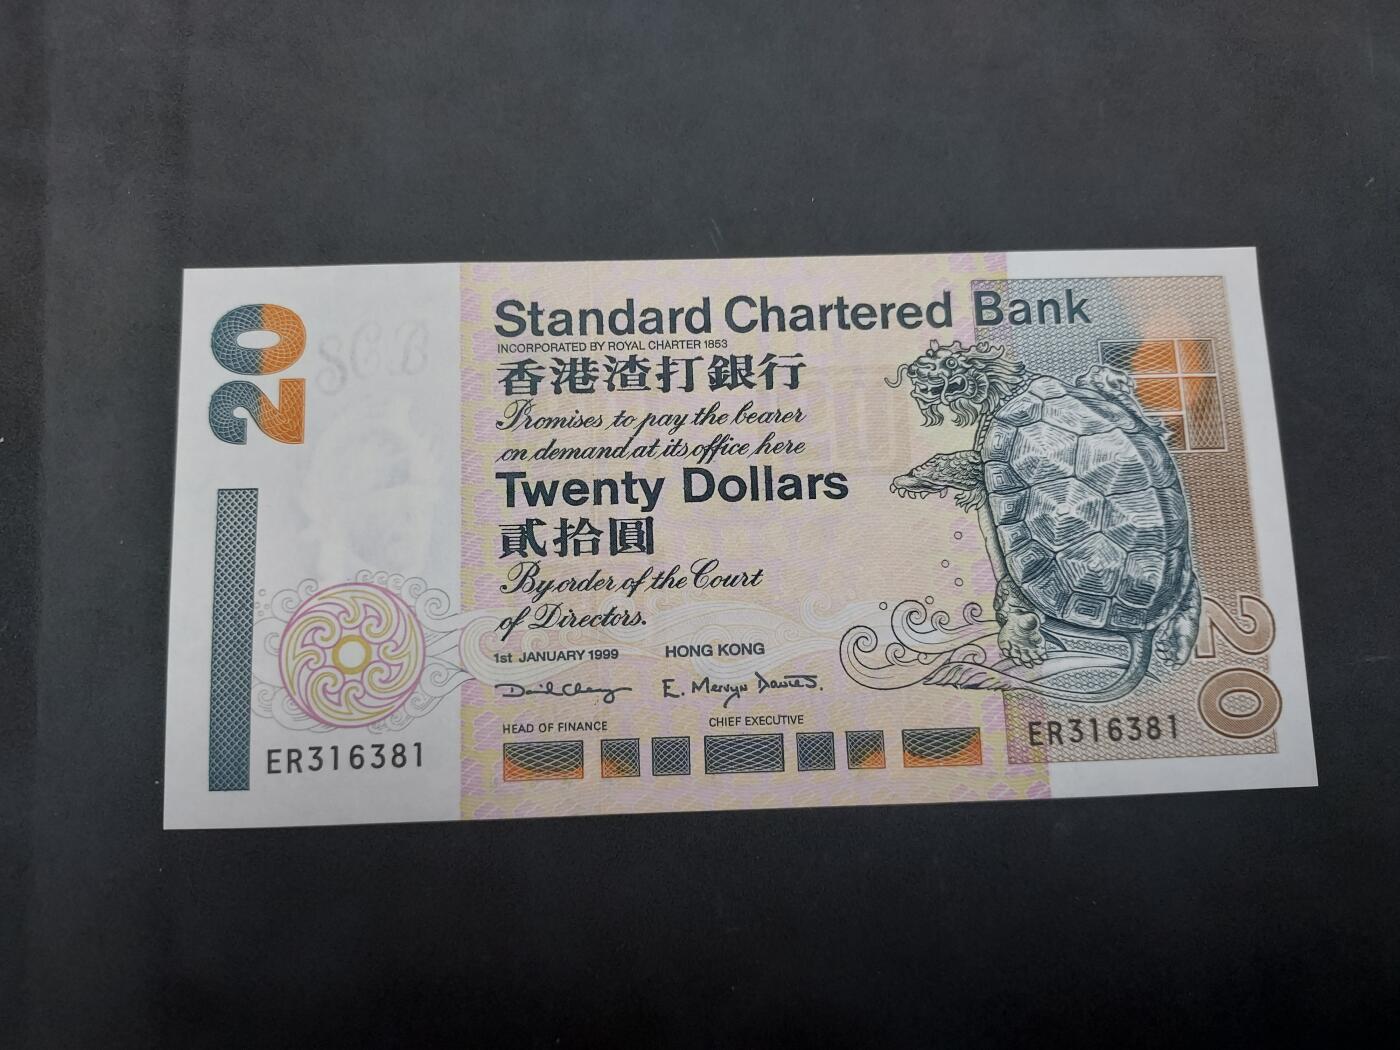 20
SCB
Standard Chartered Bank
INCORPORATED BY ROYAL CHARTER 1853
香港渣打銀行
Promises to pay the bearer
on demand at its office here
Twenty Dollars
貳拾圓
By order of the Court
of Directors.
1st JANUARY 1999 HONG KONG
E. Mervyn Davies.
HEAD OF FINANCE CHIEF EXECUTIVE
ER316381
ER316381
20